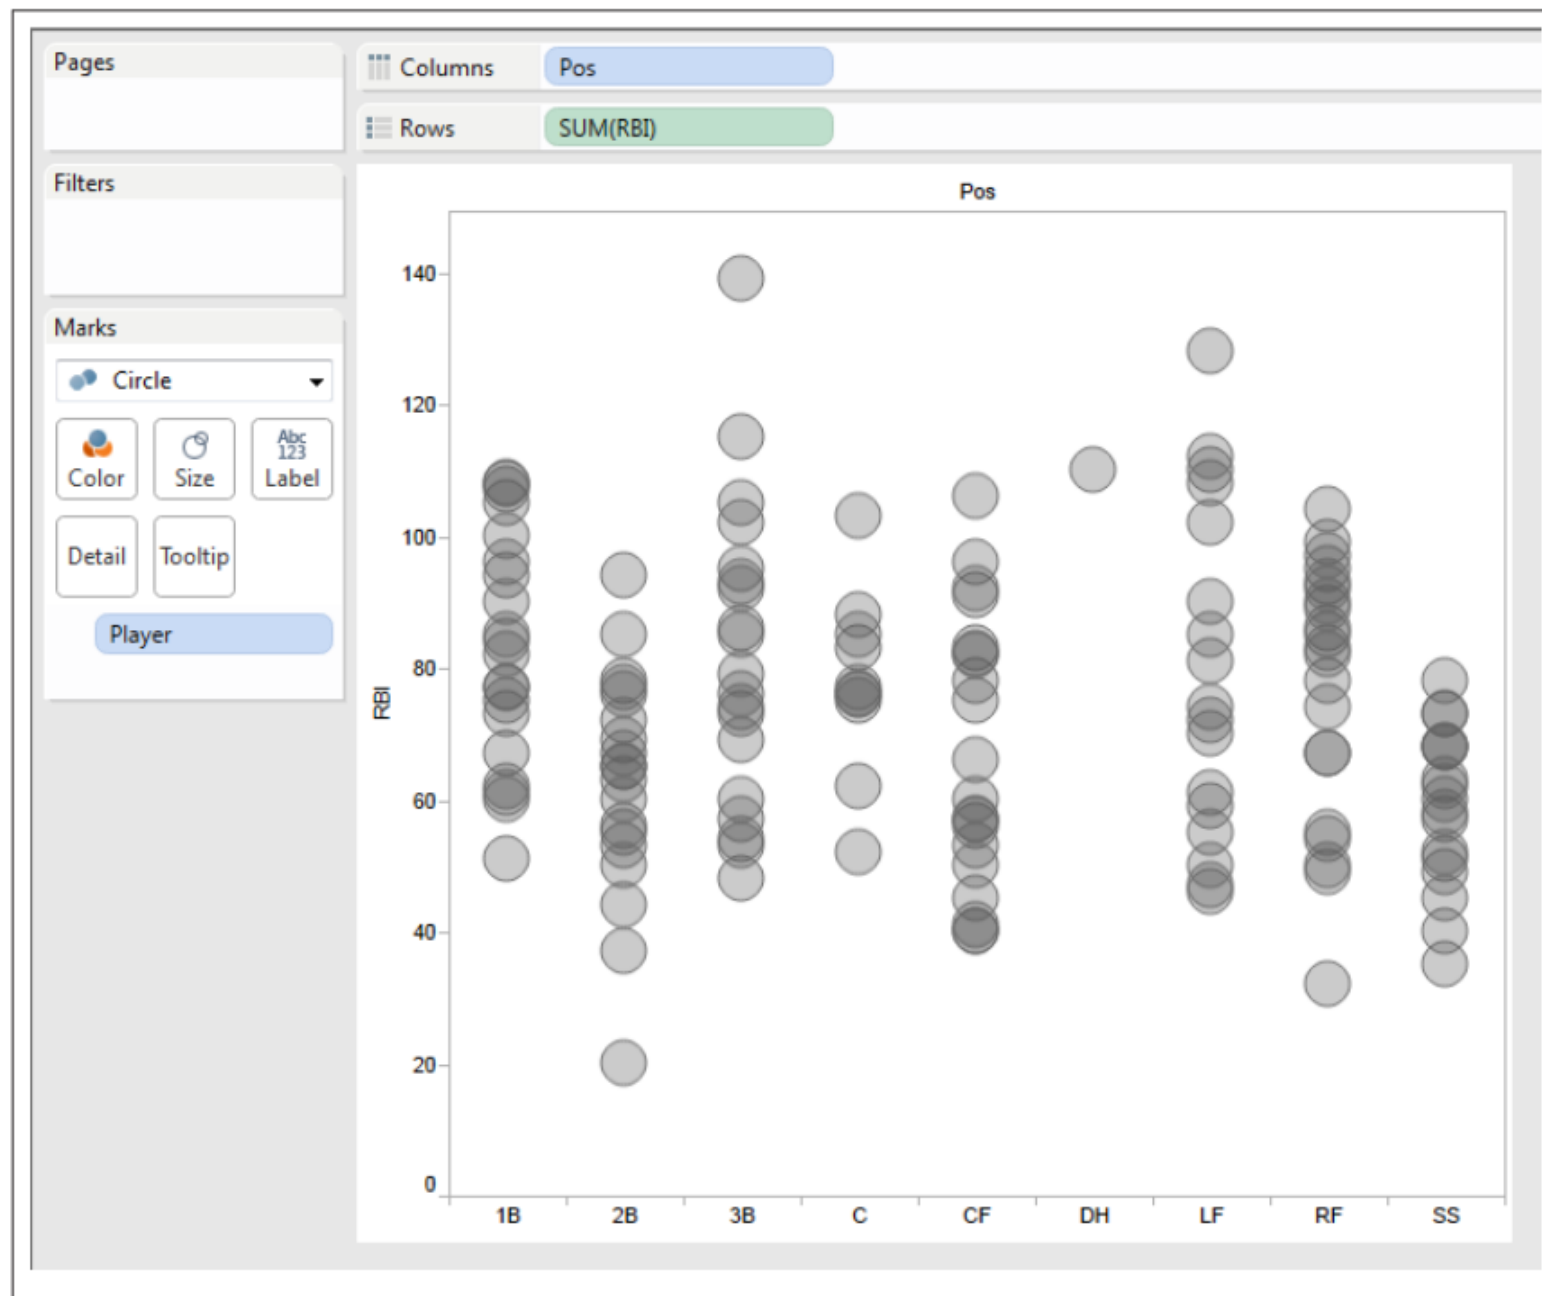 Pages
Columns
Pos
Rows
SUM(RBI)
Filters
Marks
Circle
Color
Size
Abc
123
Label
Detail
Tooltip
Player
Pos
RBI
140
120
100
80
60
40
20
0
1B 2B 3B C CF DH LF RF SS